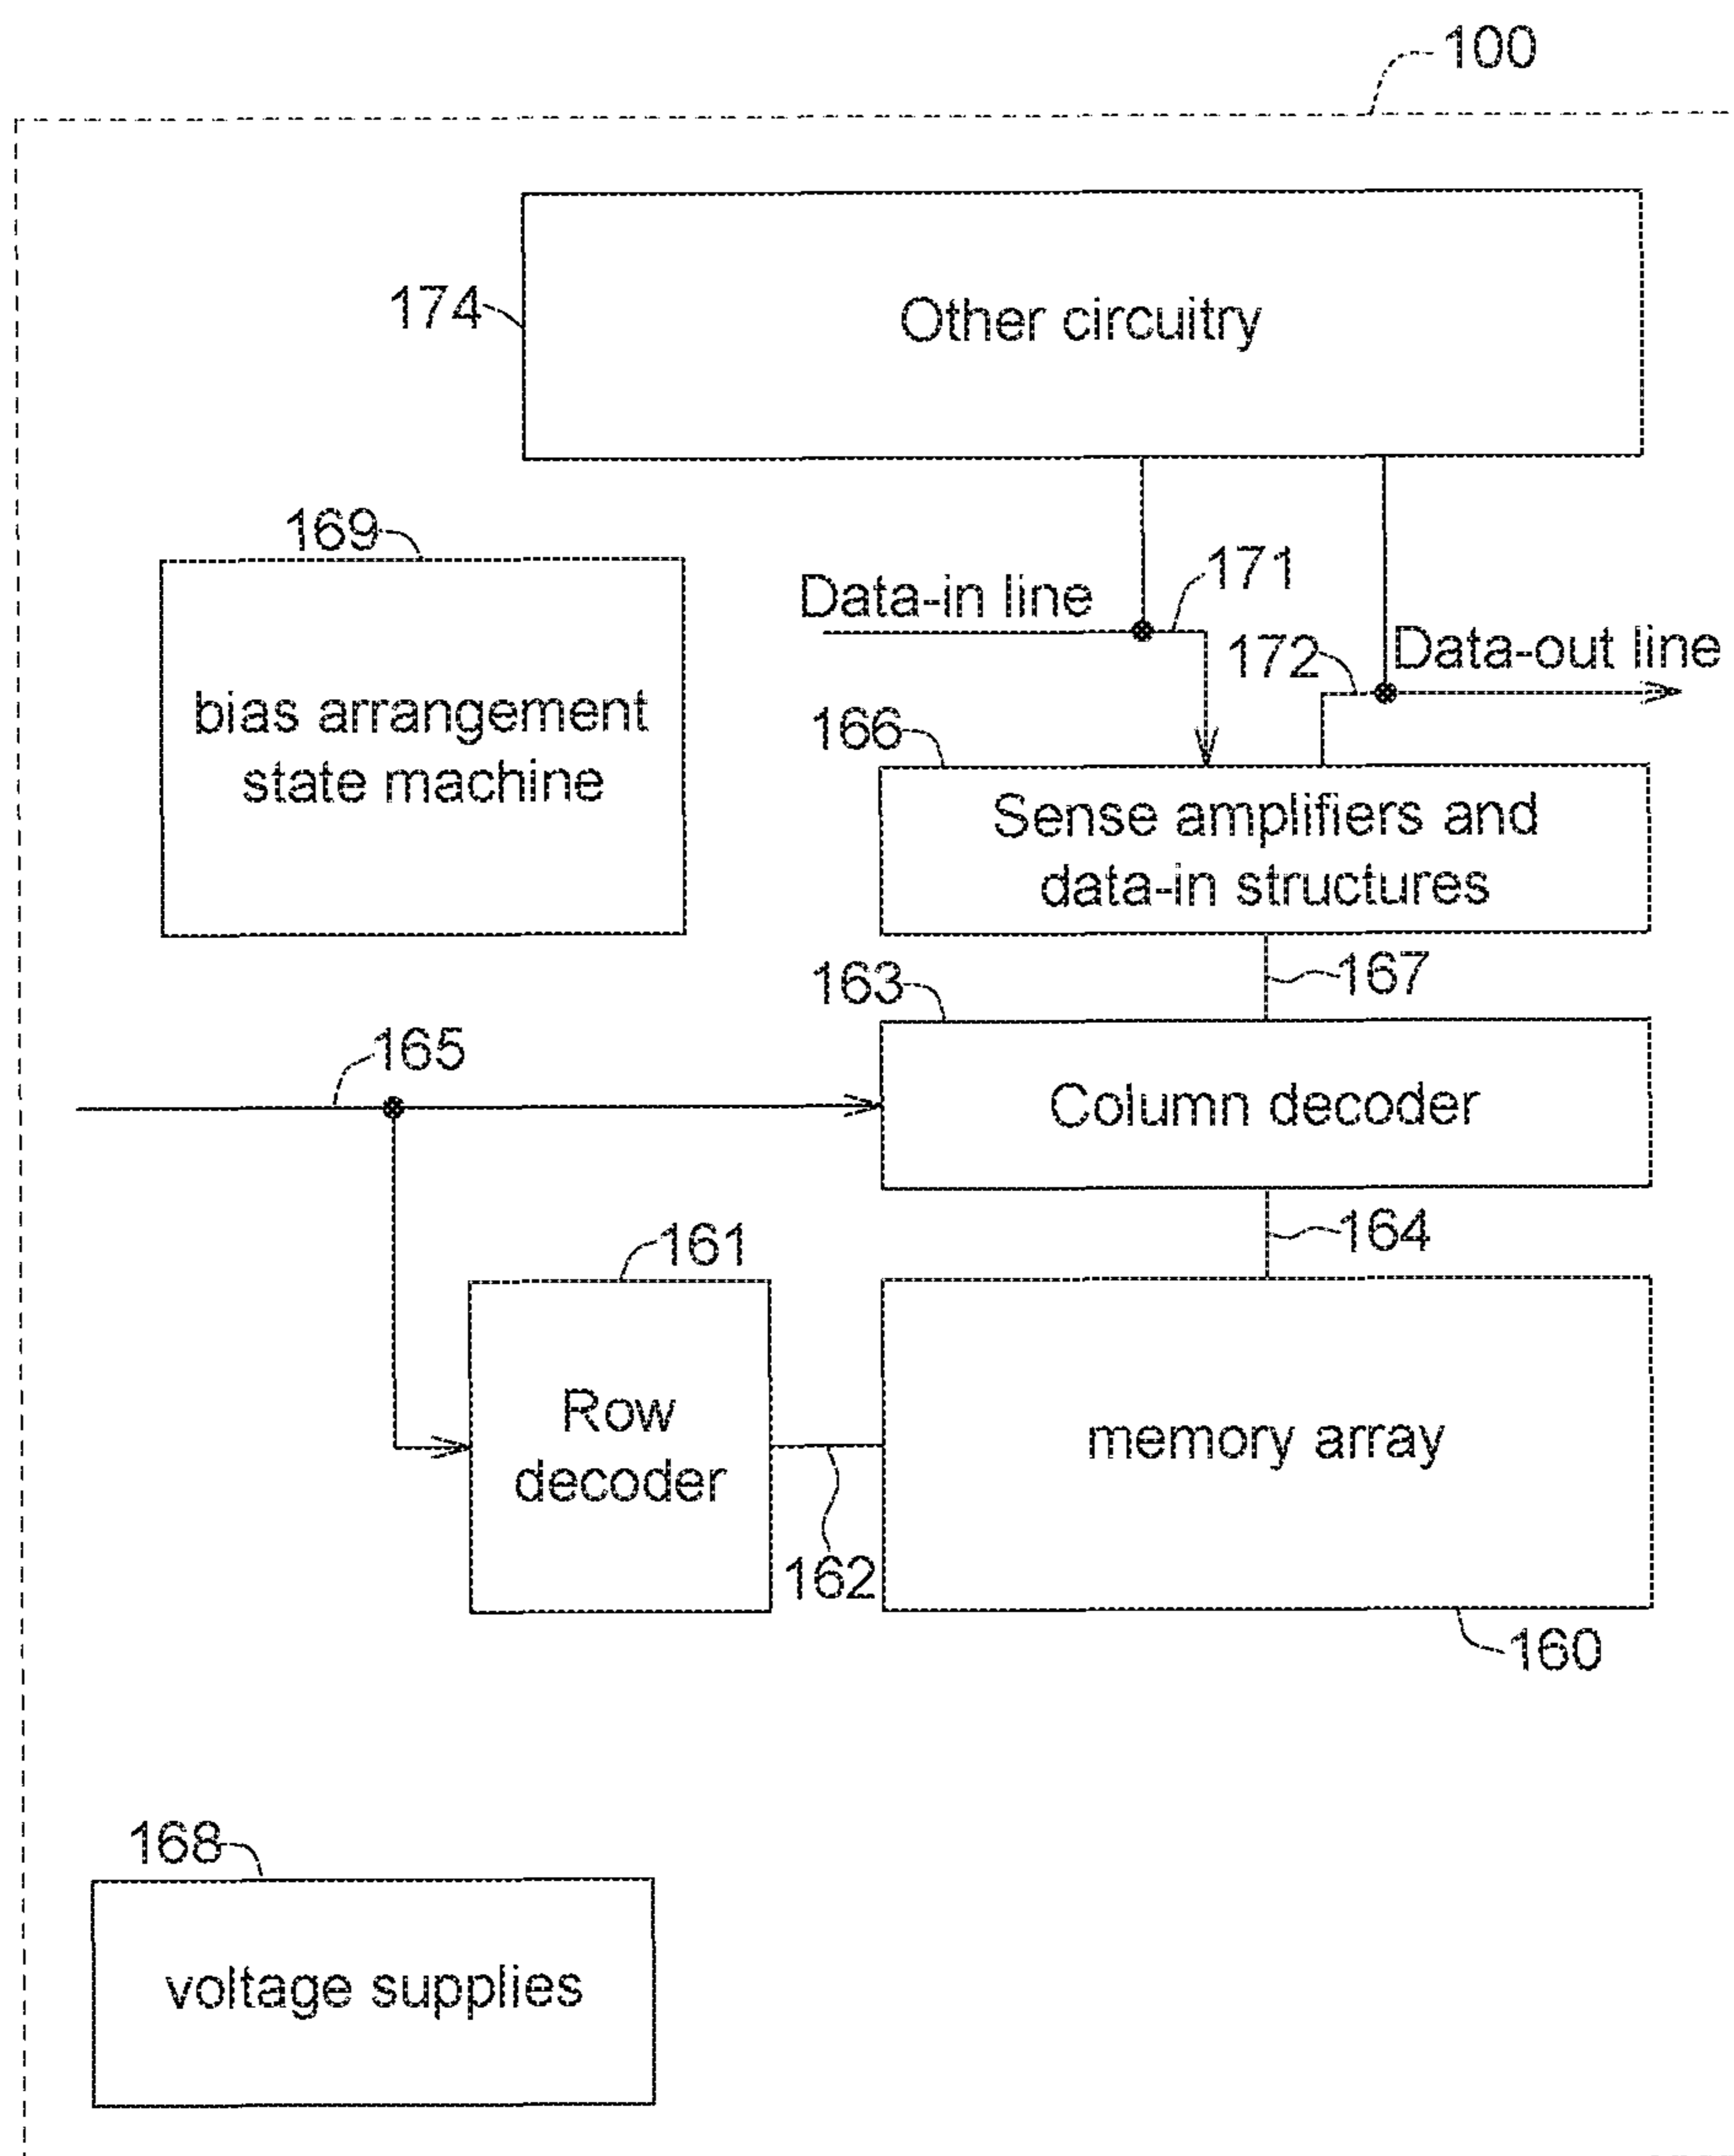 100
174
Other circuitry
169
Data-in line
171
172
Data-out line
bias arrangement
state machine
166
Sense amplifiers and
data-in structures
167
163
165
Column decoder
164
161
Row
decoder
memory array
162
160
168
voltage supplies